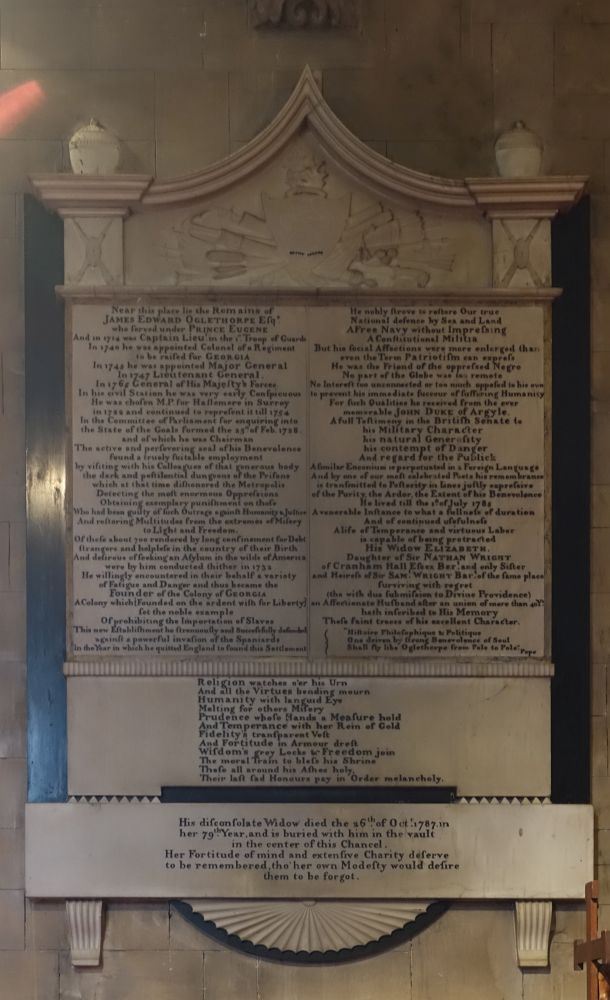 Near this place lie the Remains of
JAMES EDWARD OGLETHORPE Esqr
who served under PRINCE EUGENE
And in 1714 was Captain Lieut. in the 1st Troop of Guards
In 1740 he was appointed Colonel of a Regiment
to be raised for GEORGIA
In 1745 he was appointed Major General
In 1747 Lieutenant General,
In 1765 General of His Majesty's Forces.
In his civil Station he was very early Conspicuous
He was chosen M.P. for Haslemere in Surrey
in 1722 and continued to represent it till 1754
In the Committee of Parliament for enquiring into
the State of the Goals formed the 25th of Feb. 1728.
and of which he was Chairman
The active and persevering zeal of his Benevolence
found a truely suitable employment
by visiting with his Colleagues of that generous body
the dark and pestilential dungeons of the Prisons
which at that time dishonored the Metropolis
Detecting the most enormous Oppressions
Obtaining exemplary punishment on those
Who had been guilty of such Outrage against Humanity & Justice
And restoring Multitudes from the extremes of Misery
to Light and Freedom.
Of these about 700 rendered by long confinement for Debt
strangers and helpless in the country of their Birth
And desirous of seeking an Asylum in the wilds of America
were by him conducted thither in 1732
He willingly encountered in their behalf a variety
of Fatigue and Danger and thus became the
Founder of the Colony of GEORGIA
A Colony which (Founded on the ardent wish for Liberty)
set the noble example
Of prohibiting the Importation of Slaves
This new Establishment he strenuously and Successfully defended
against a powerful invasion of the Spaniards
In the Year in which he quitted England to found this Settlement
He nobly strove to restore Our true
National defence by Sea and Land
A Free Navy without Impressing
A Constitutional Militia
But his social Affections were more enlarged than
even the Term Patriotism can express
He was the Friend of the oppressed Negro
No part of the Globe was too remote
No Interest too unconnected or too much opposed to his own
to prevent his immediate succour of suffering Humanity
For such Qualities he received from the ever
memorable JOHN DUKE of ARGYLE.
A full Testimony in the British Senate to
his Military Character
his natural Generosity
his contempt of Danger
And regard for the Publick
A similar Encomium is perpetuated in a Foreign Language
And by one of our most celebrated Poets his remembrance
is transmitted to Posterity in lones justly expressive
of the Purity, the Ardor, the Extent of his Benevolence
He lived till the 1st of July 1785
A venerable Instance to what a fullness of duration
And of continued usefulness
A life of Temperance and virtuous Labor
is capable of being protracted
His Widow ELIZABETH.
Daughter of Sir NATHAN WRIGHT
of Cranham Hall Essex Bart. and only Sister
and Heiress of Sir SAML. WRIGHT Bart. of the same place
surviving with regret
(tha with due submission to Divine Providence)
an Affectionate Husband after an union of more than 40 Yrs
hath inscribed to His Memory
These faint traces of his excellent Character.
"Histoire Philosophique & Politique
One driven by strong Benevolence of Soul
Shall fly like Oglethorpe from Pole to Pole" Pope
Religion watches o'er his Urn
And all the Virtues bending mourn
Humanity with languid Eye
Melting for others Misery
Prudence whose Hands a Measure hold
And Temperance with her Rein of Gold
Fidelity's transparent Vest
And Fortitude in Armour drest
Wisdom's grey Locks & Freedom join
The moral Train to bless his Shrine
These all around his Ashes holy,
Their last sad Honours pay in Order melancholy.
His disconsolate Widow died the 26th of Octr. 1787. in
her 79th Year, and is buried with him in the vault
in the center of this Chancel.
Her Fortitude of mind and extensive Charity deserve
to be remembered, tho' her own Modesty would desire
them to be forgot.